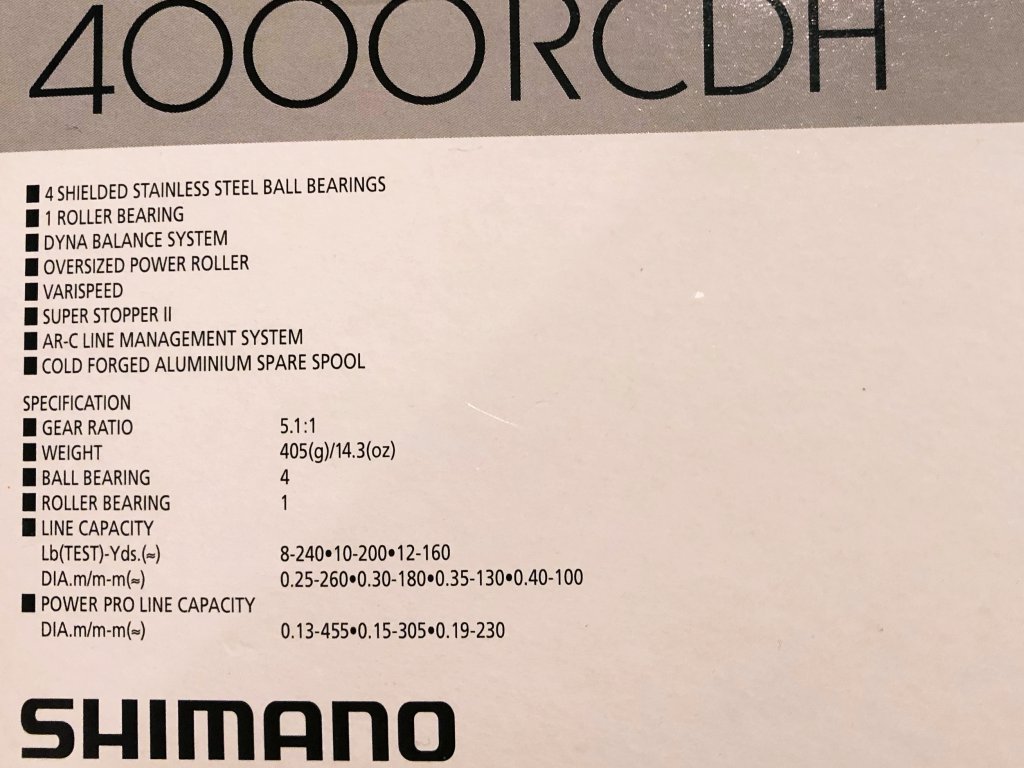 4000RCDH
■ 4 SHIELDED STAINLESS STEEL BALL BEARINGS
■ 1 ROLLER BEARING
■ DYNA BALANCE SYSTEM
■ OVERSIZED POWER ROLLER
■ VARISPEED
■ SUPER STOPPER II
■ AR-C LINE MANAGEMENT SYSTEM
■ COLD FORGED ALUMINIUM SPARE SPOOL
SPECIFICATION
■ GEAR RATIO 5.1:1
■ WEIGHT 405(g)/14.3(oz)
■ BALL BEARING 4
■ ROLLER BEARING 1
■ LINE CAPACITY
Lb(TEST)-Yds.(≈) 8-240•10-200•12-160
DIA.m/m-m(≈) 0.25-260•0.30-180•0.35-130•0.40-100
■ POWER PRO LINE CAPACITY
DIA.m/m-m(≈) 0.13-455•0.15-305•0.19-230
SHIMANO